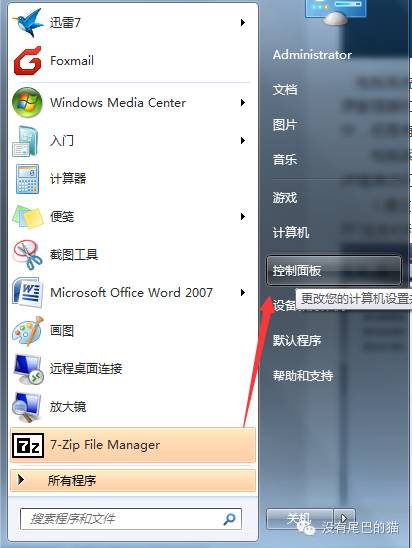 迅雷7
Foxmail
Windows Media Center
入门
计算器
便笺
截图工具
Microsoft Office Word 2007
画图
远程桌面连接
放大镜
7-Zip File Manager
所有程序
搜索程序和文件
Administrator
文档
图片
音乐
游戏
计算机
控制面板
更改您的计算机设置
设备
默认程序
帮助和支持
关机
没有尾巴的猫